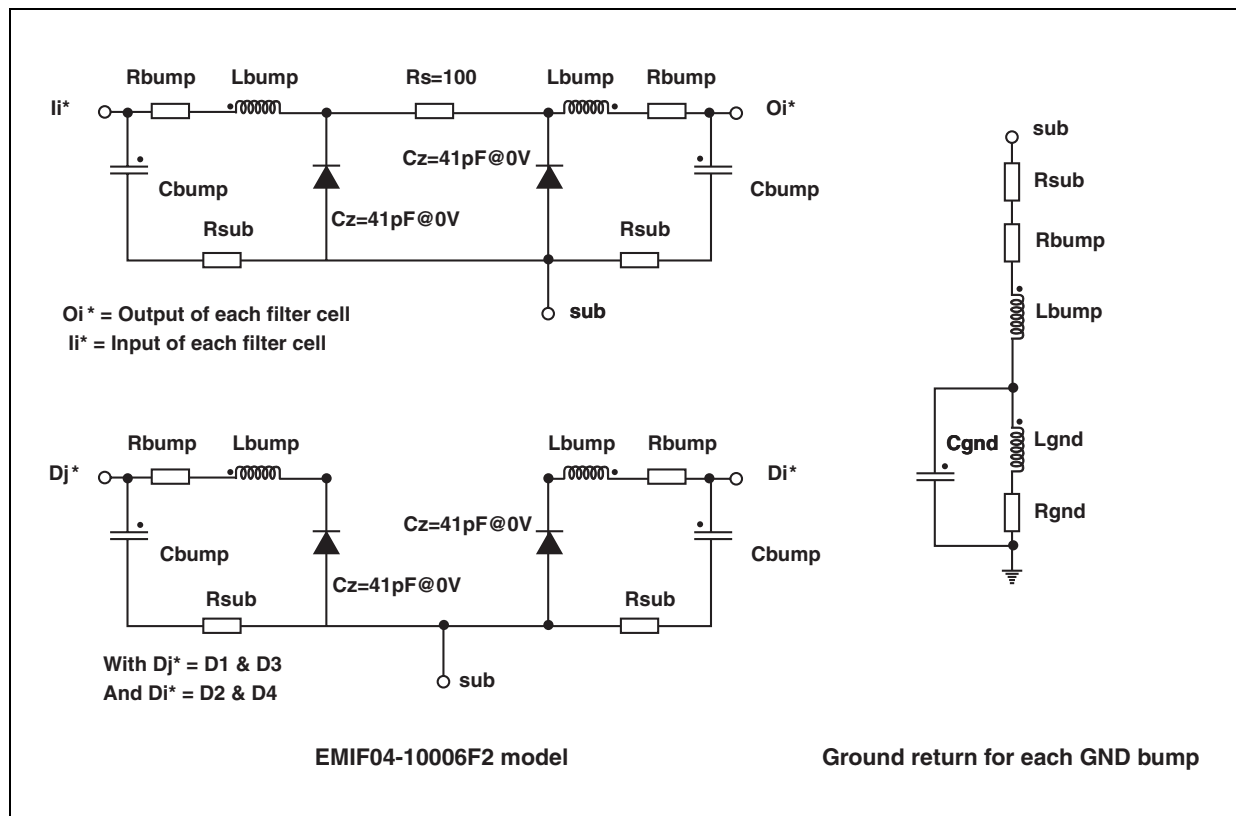 Rbump Lbump Rs=100 Lbump Rbump
Ii* Oi*
Cz=41pF@0V
Cbump Cbump
Cz=41pF@0V
Rsub Rsub
sub
Oi* = Output of each filter cell
Ii* = Input of each filter cell
Rbump Lbump Lbump Rbump
Dj* Di*
Cz=41pF@0V
Cbump Cbump
Cz=41pF@0V
Rsub Rsub
With Dj* = D1 & D3
And Di* = D2 & D4
sub
EMIF04-10006F2 model
sub
Rsub
Rbump
Lbump
Cgnd Lgnd
Rgnd
Ground return for each GND bump